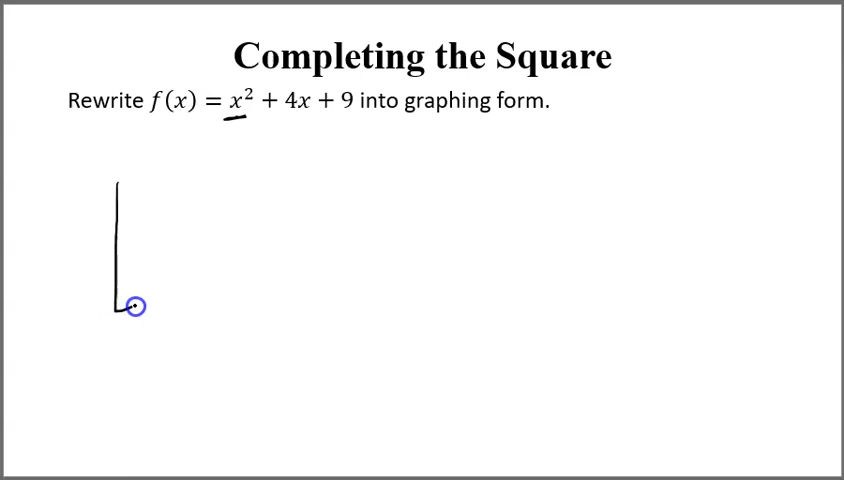 Completing the Square
Rewrite f(x) = x² + 4x + 9 into graphing form.